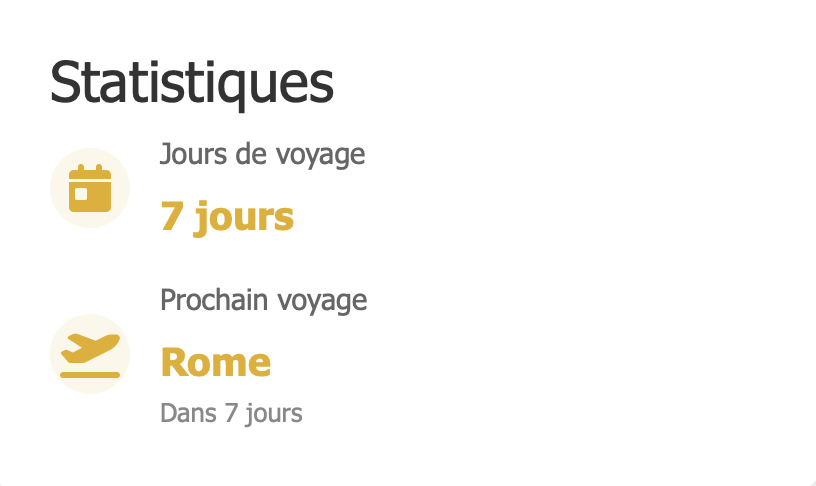 Statistiques
Jours de voyage
7 jours
Prochain voyage
Rome
Dans 7 jours